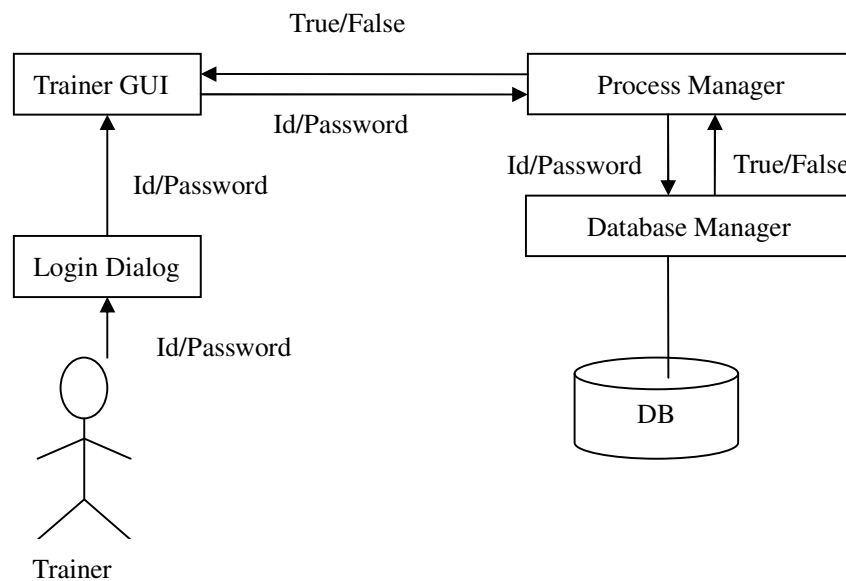 True/False
Trainer GUI
Process Manager
Id/Password
Id/Password
True/False
Id/Password
Database Manager
Login Dialog
Id/Password
DB
Trainer